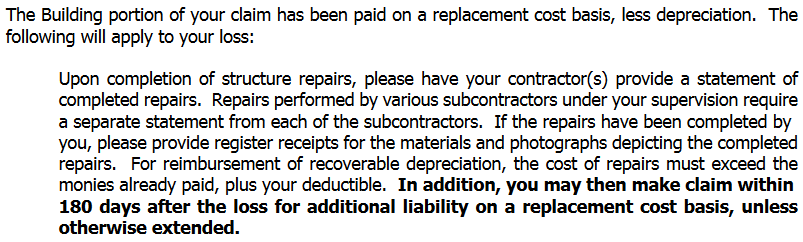 The Building portion of your claim has been paid on a replacement cost basis, less depreciation.  The
following will apply to your loss:
Upon completion of structure repairs, please have your contractor(s) provide a statement of
completed repairs.  Repairs performed by various subcontractors under your supervision require
a separate statement from each of the subcontractors.  If the repairs have been completed by
you, please provide register receipts for the materials and photographs depicting the completed
repairs.  For reimbursement of recoverable depreciation, the cost of repairs must exceed the
monies already paid, plus your deductible.  In addition, you may then make claim within
180 days after the loss for additional liability on a replacement cost basis, unless
otherwise extended.